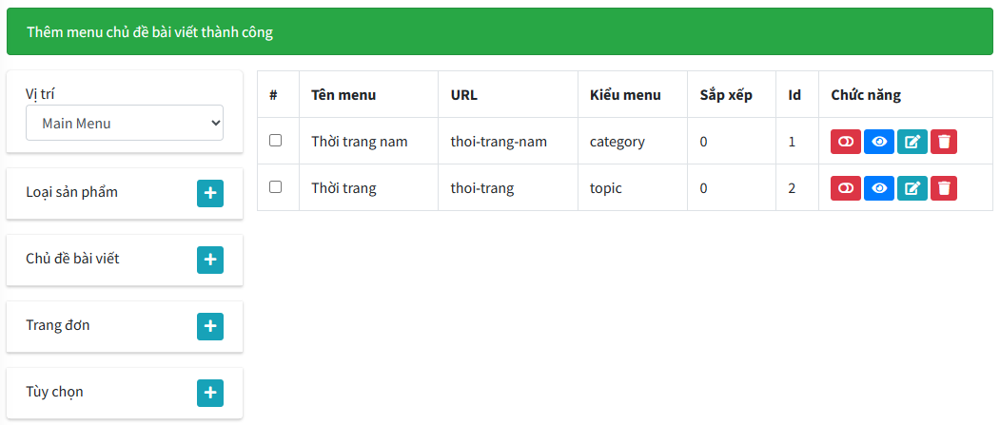 Thêm menu chủ đề bài viết thành công
Vị trí
Main Menu
Loại sản phẩm
Chủ đề bài viết
Trang đơn
Tùy chọn
# Tên menu URL Kiểu menu Sắp xếp Id Chức năng
Thời trang nam thoi-trang-nam category 0 1
Thời trang thoi-trang topic 0 2